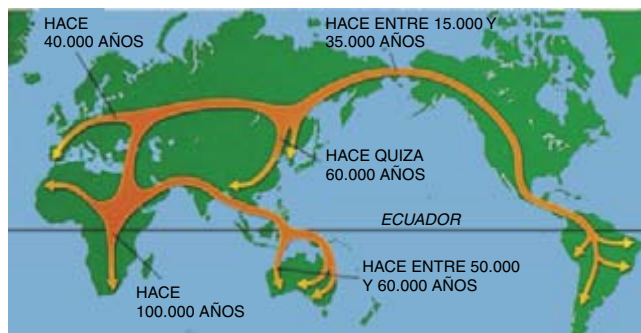 HACE
40.000 AÑOS
HACE ENTRE 15.000 Y
35.000 AÑOS
HACE QUIZA
60.000 AÑOS
ECUADOR
HACE ENTRE 50.000
Y 60.000 AÑOS
HACE
100.000 AÑOS